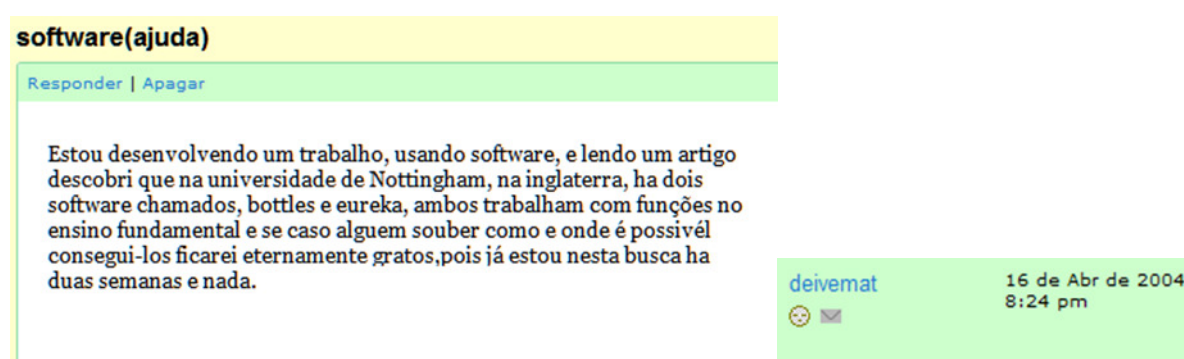 software(ajuda)
Responder | Apagar
Estou desenvolvendo um trabalho, usando software, e lendo um artigo
descobri que na universidade de Nottingham, na inglaterra, ha dois
software chamados, bottles e eureka, ambos trabalham com funções no
ensino fundamental e se caso alguem souber como e onde é possivél
consegui-los ficarei eternamente gratos,pois já estou nesta busca ha
duas semanas e nada.
deivemat
16 de Abr de 2004
8:24 pm